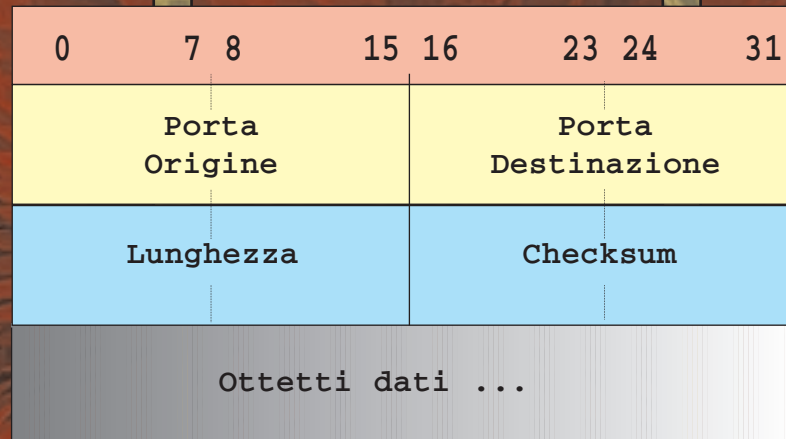 0 7 8 15 16 23 24 31
Porta Porta
Origine Destinazione
Lunghezza Checksum
Ottetti dati ...